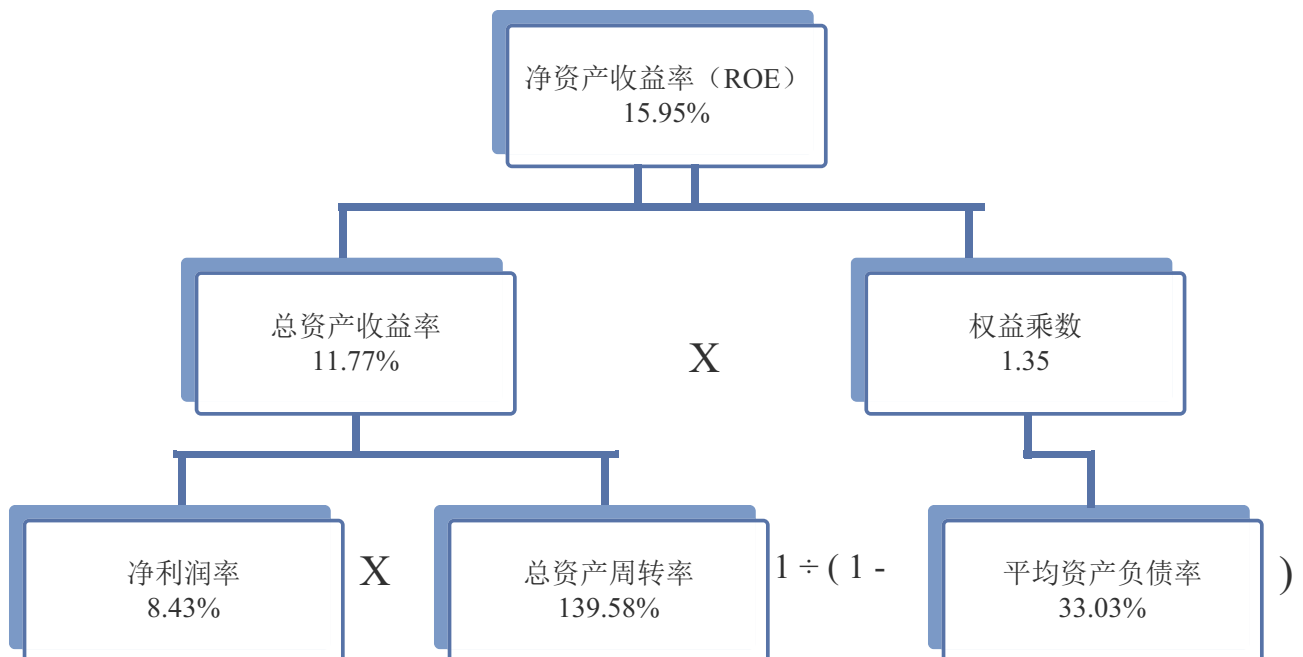 净资产收益率（ROE）
15.95%
总资产收益率
11.77%
X
权益乘数
1.35
净利润率
8.43%
X
总资产周转率
139.58%
1 ÷ ( 1 -
平均资产负债率
33.03%
)